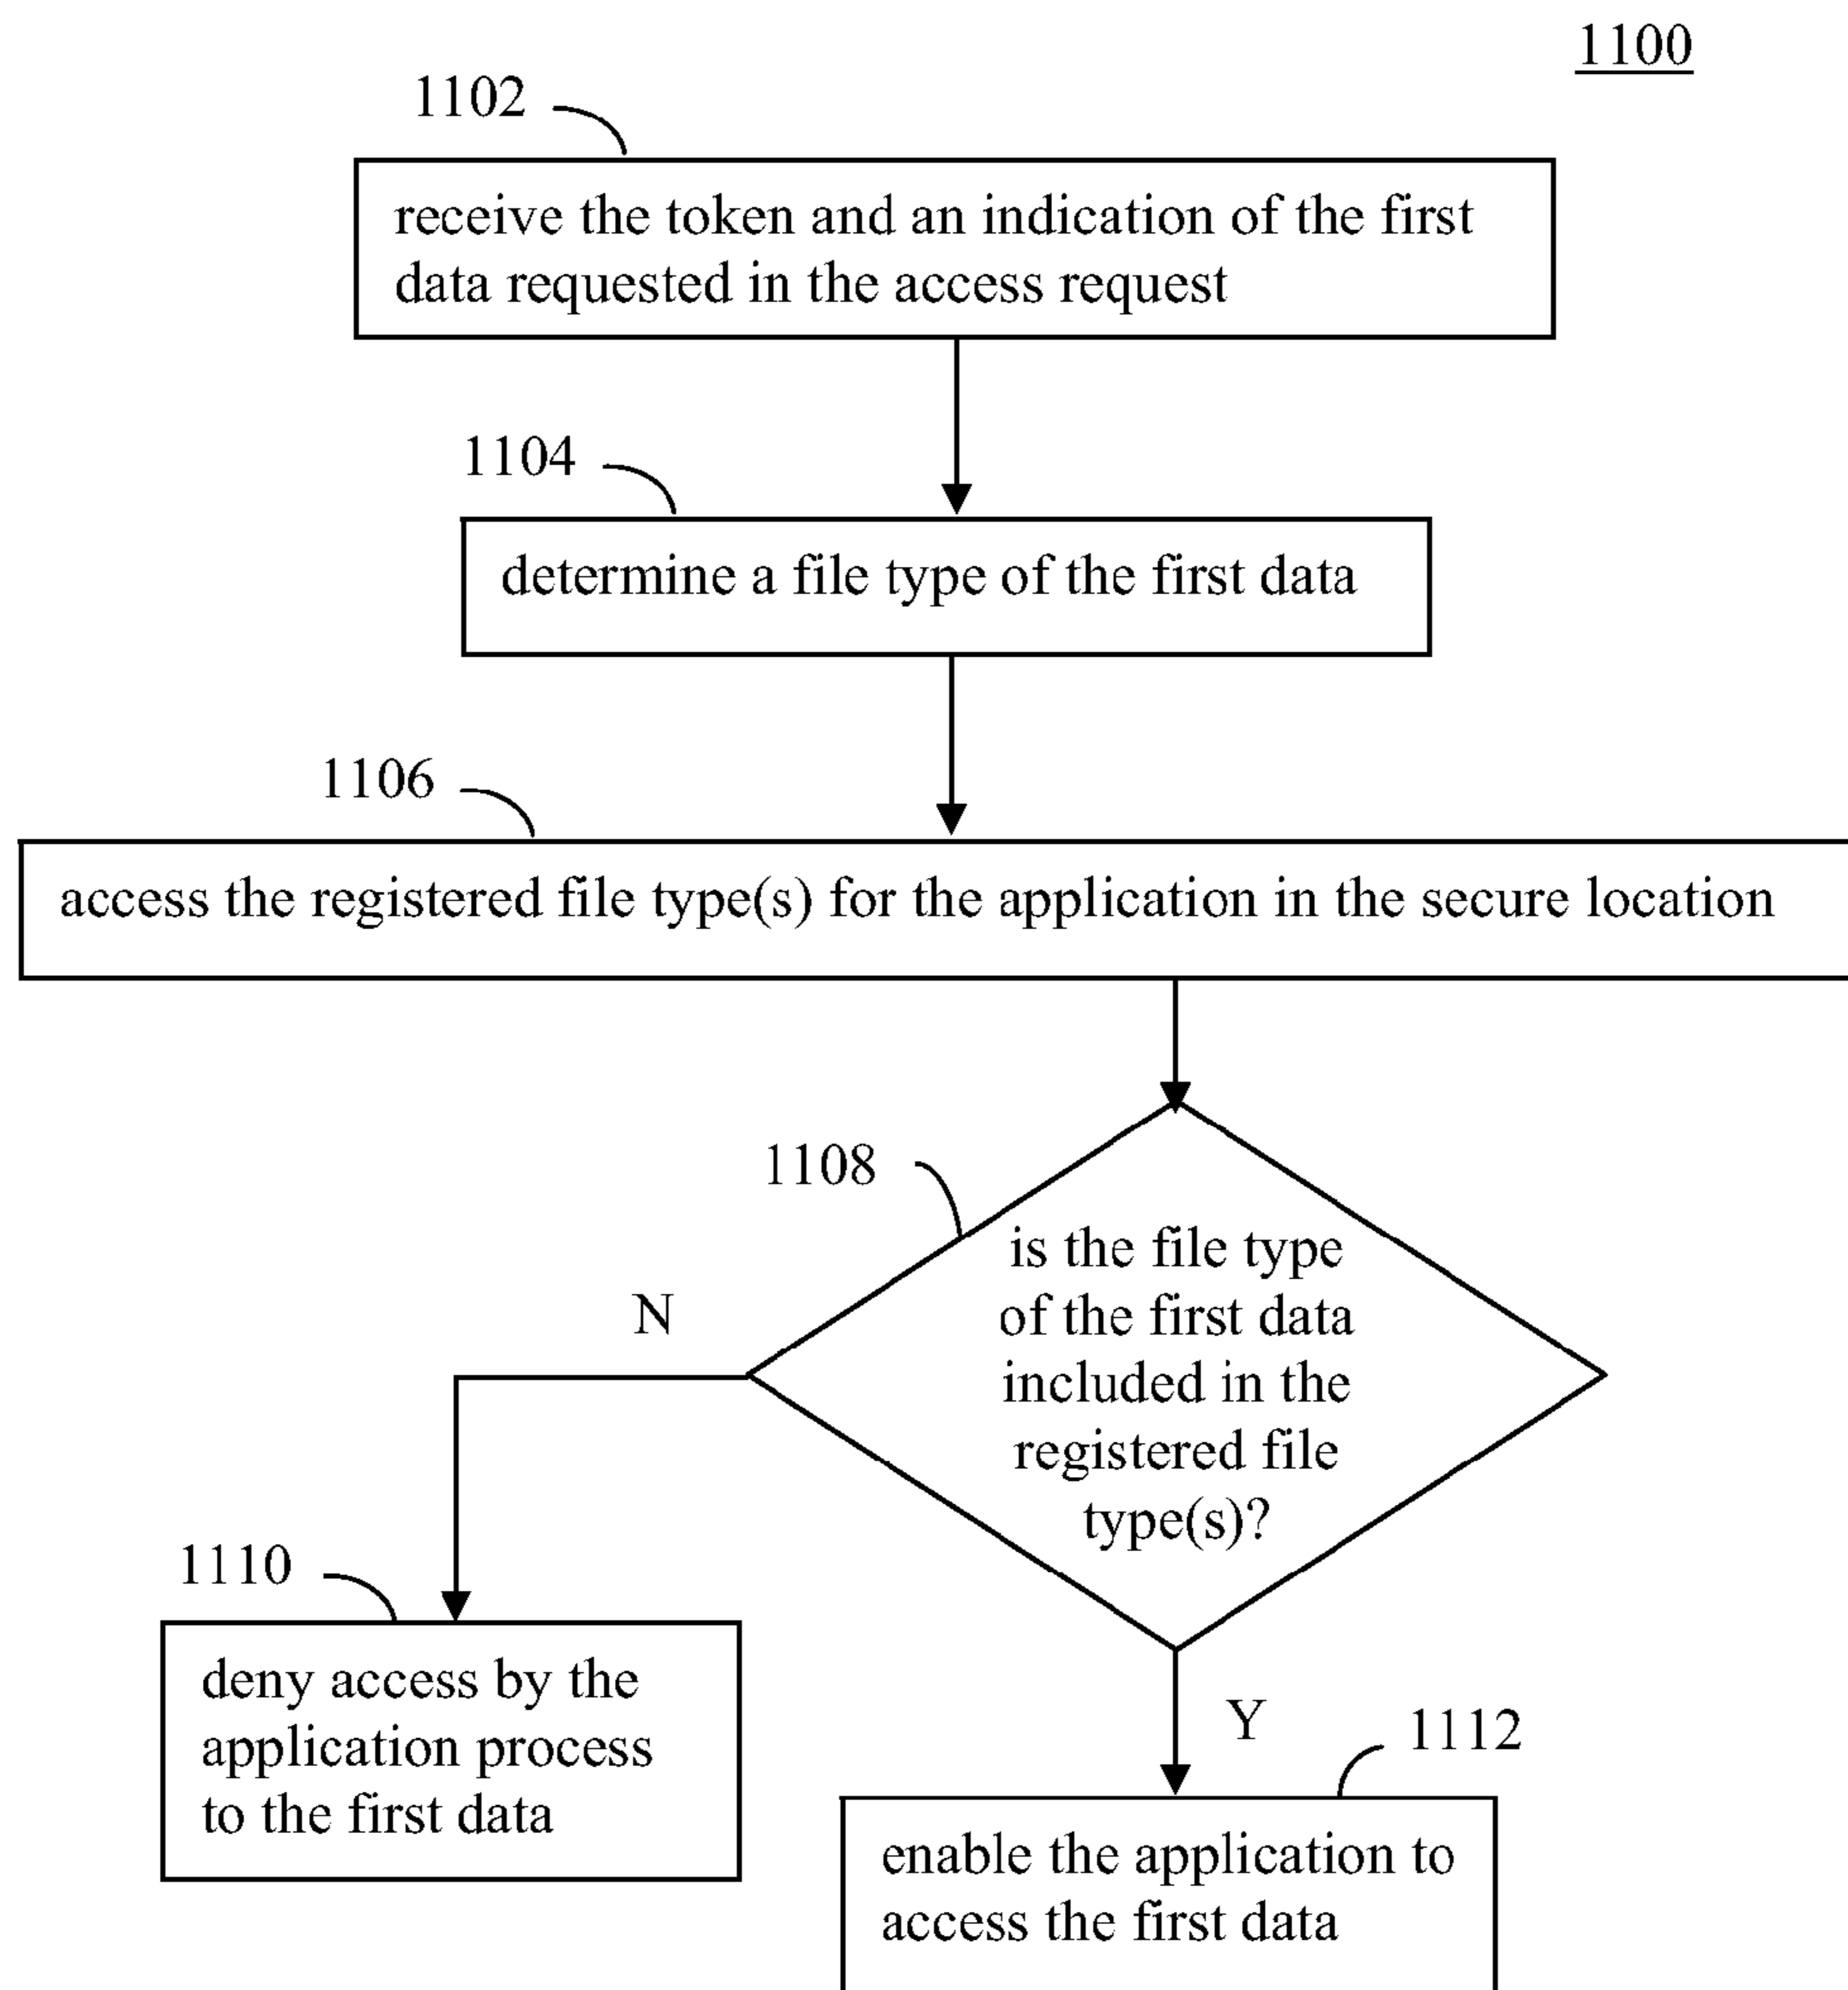 1100
1102
receive the token and an indication of the first
data requested in the access request
1104
determine a file type of the first data
1106
access the registered file type(s) for the application in the secure location
1108
is the file type
of the first data
included in the
registered file
type(s)?
N
1110
deny access by the
application process
to the first data
Y
1112
enable the application to
access the first data